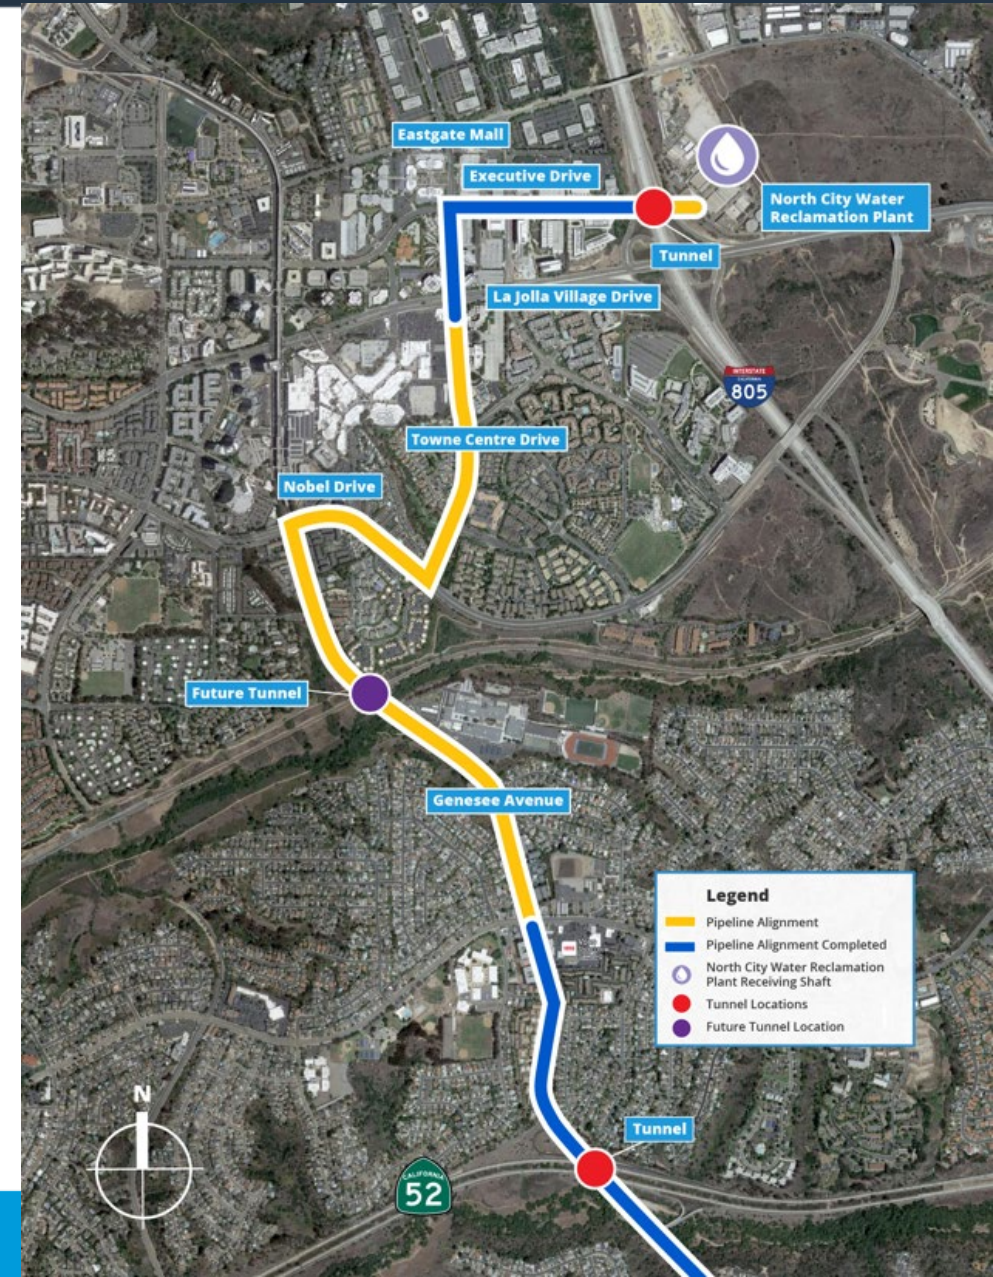 Eastgate Mall
Executive Drive
North City Water
Reclamation Plant
Tunnel
La Jolla Village Drive
INTERSTATE
CALIFORNIA
805
Towne Centre Drive
Nobel Drive
Future Tunnel
Genesee Avenue
Legend
Pipeline Alignment
Pipeline Alignment Completed
North City Water Reclamation
Plant Receiving Shaft
Tunnel Locations
Future Tunnel Location
N
Tunnel
CALIFORNIA
52